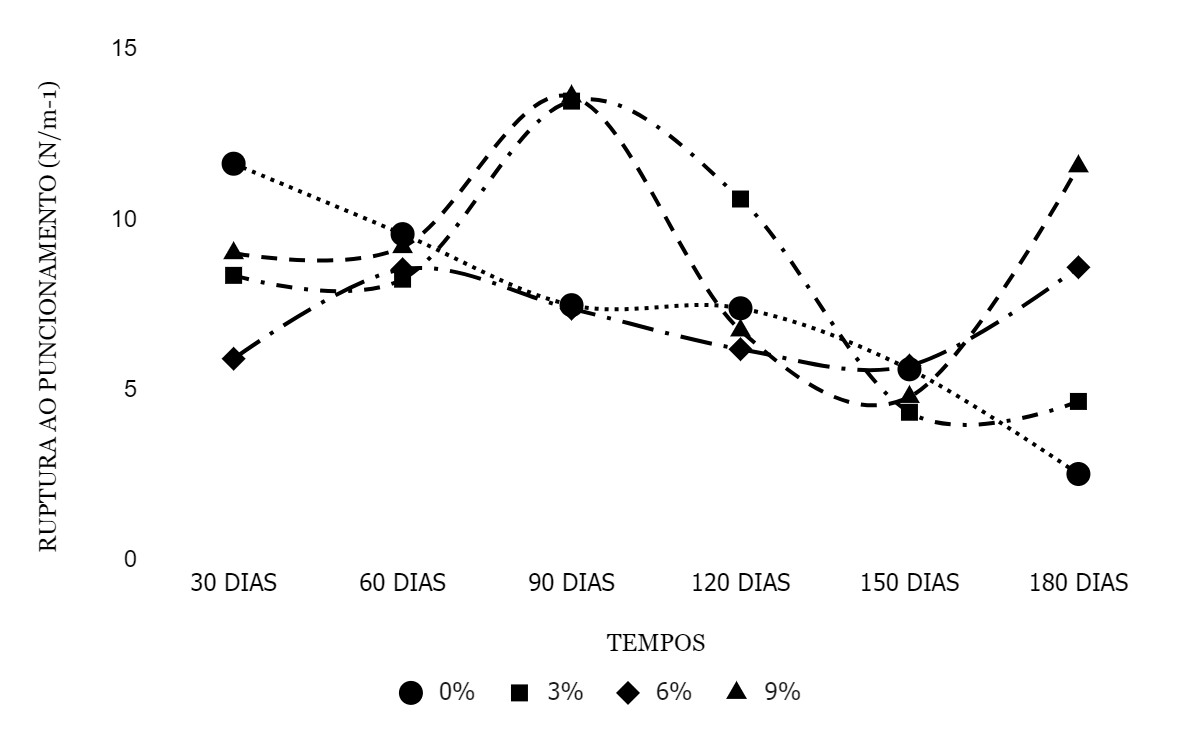 15
10
5
0
RUPTURA AO PUNCIONAMENTO (N/m-1)
30 DIAS 60 DIAS 90 DIAS 120 DIAS 150 DIAS 180 DIAS
TEMPOS
0% 3% 6% 9%